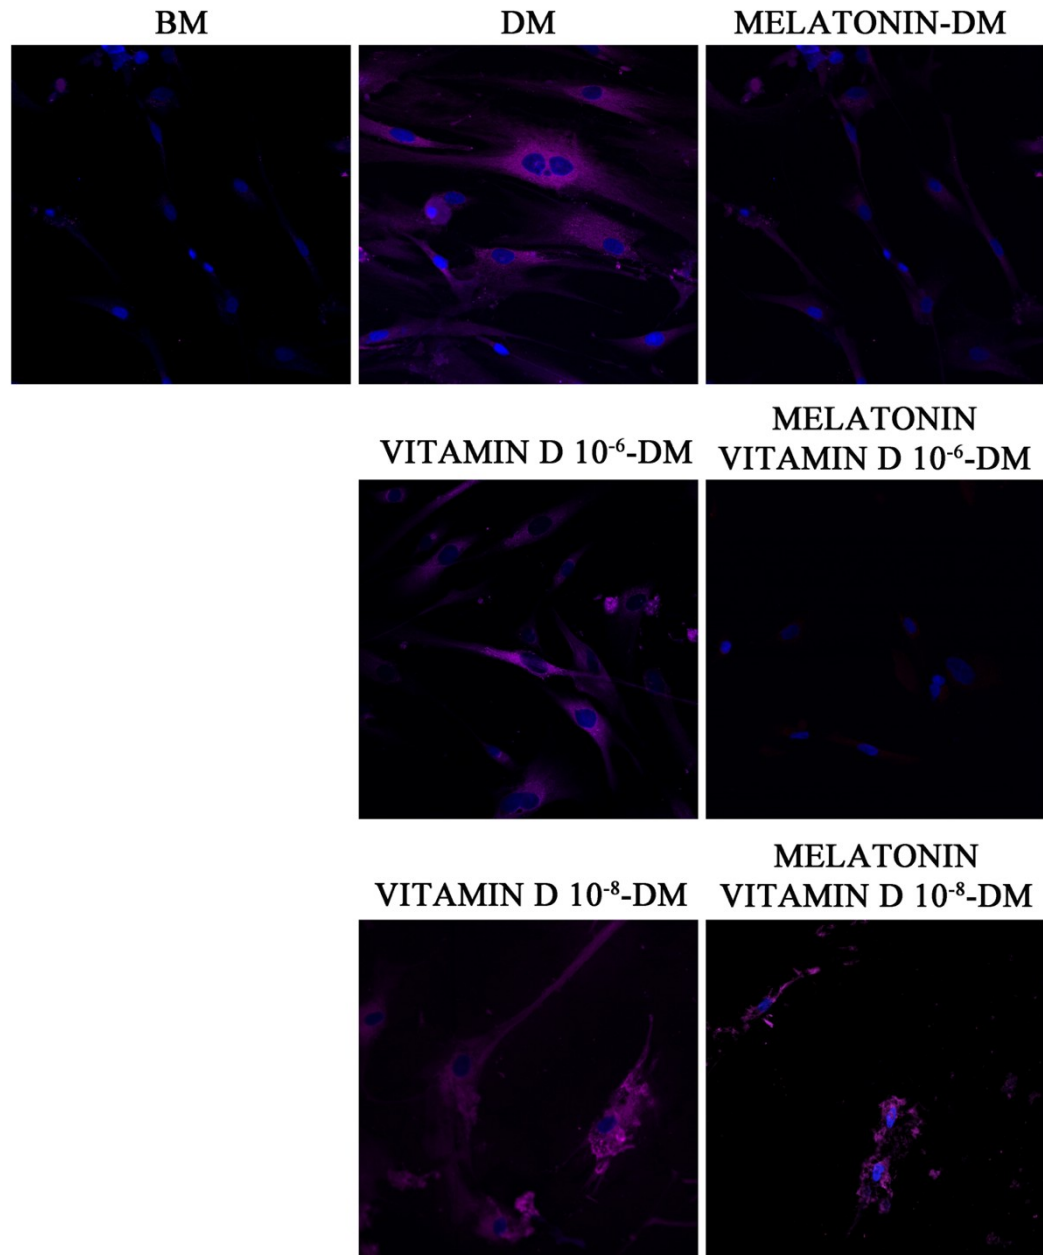 BM
DM
MELATONIN-DM
VITAMIN D 10⁻⁶-DM
MELATONIN
VITAMIN D 10⁻⁶-DM
VITAMIN D 10⁻⁸-DM
MELATONIN
VITAMIN D 10⁻⁸-DM